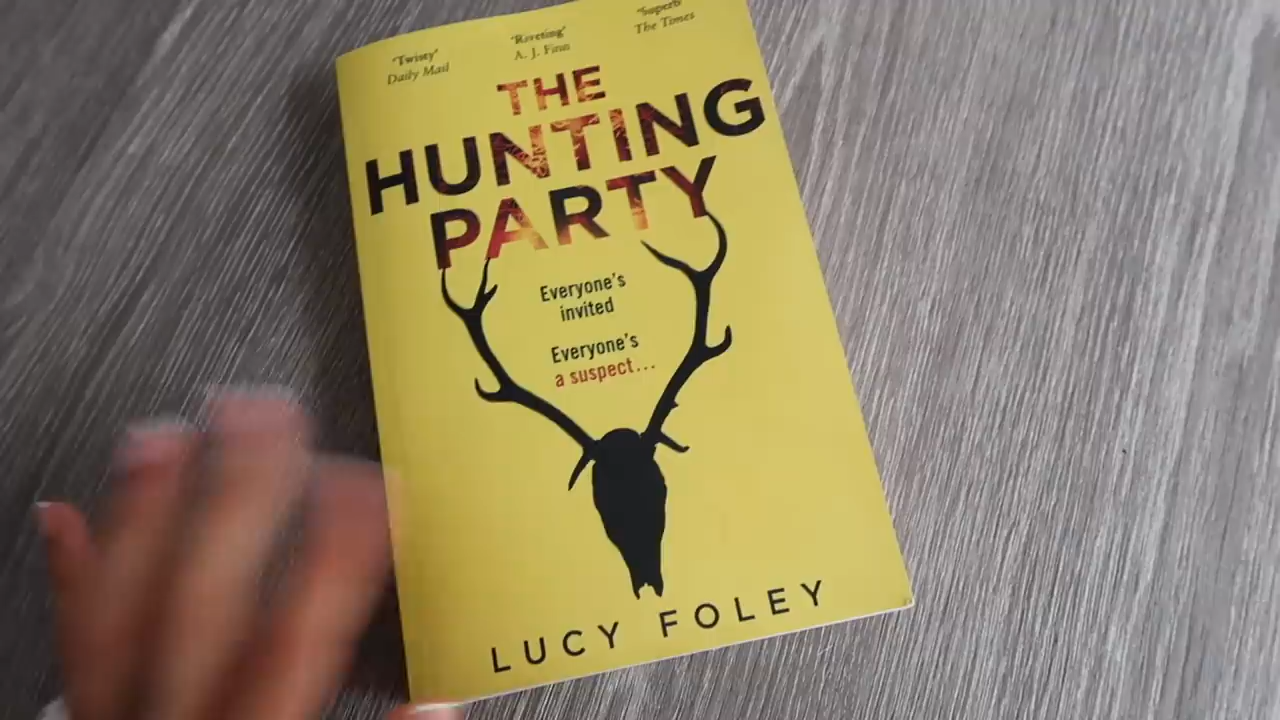 'Twisty'
Daily Mail
'Riveting'
A. J. Finn
'Superb'
The Times
THE
HUNTING
PARTY
Everyone's
invited
Everyone's
a suspect...
LUCY FOLEY